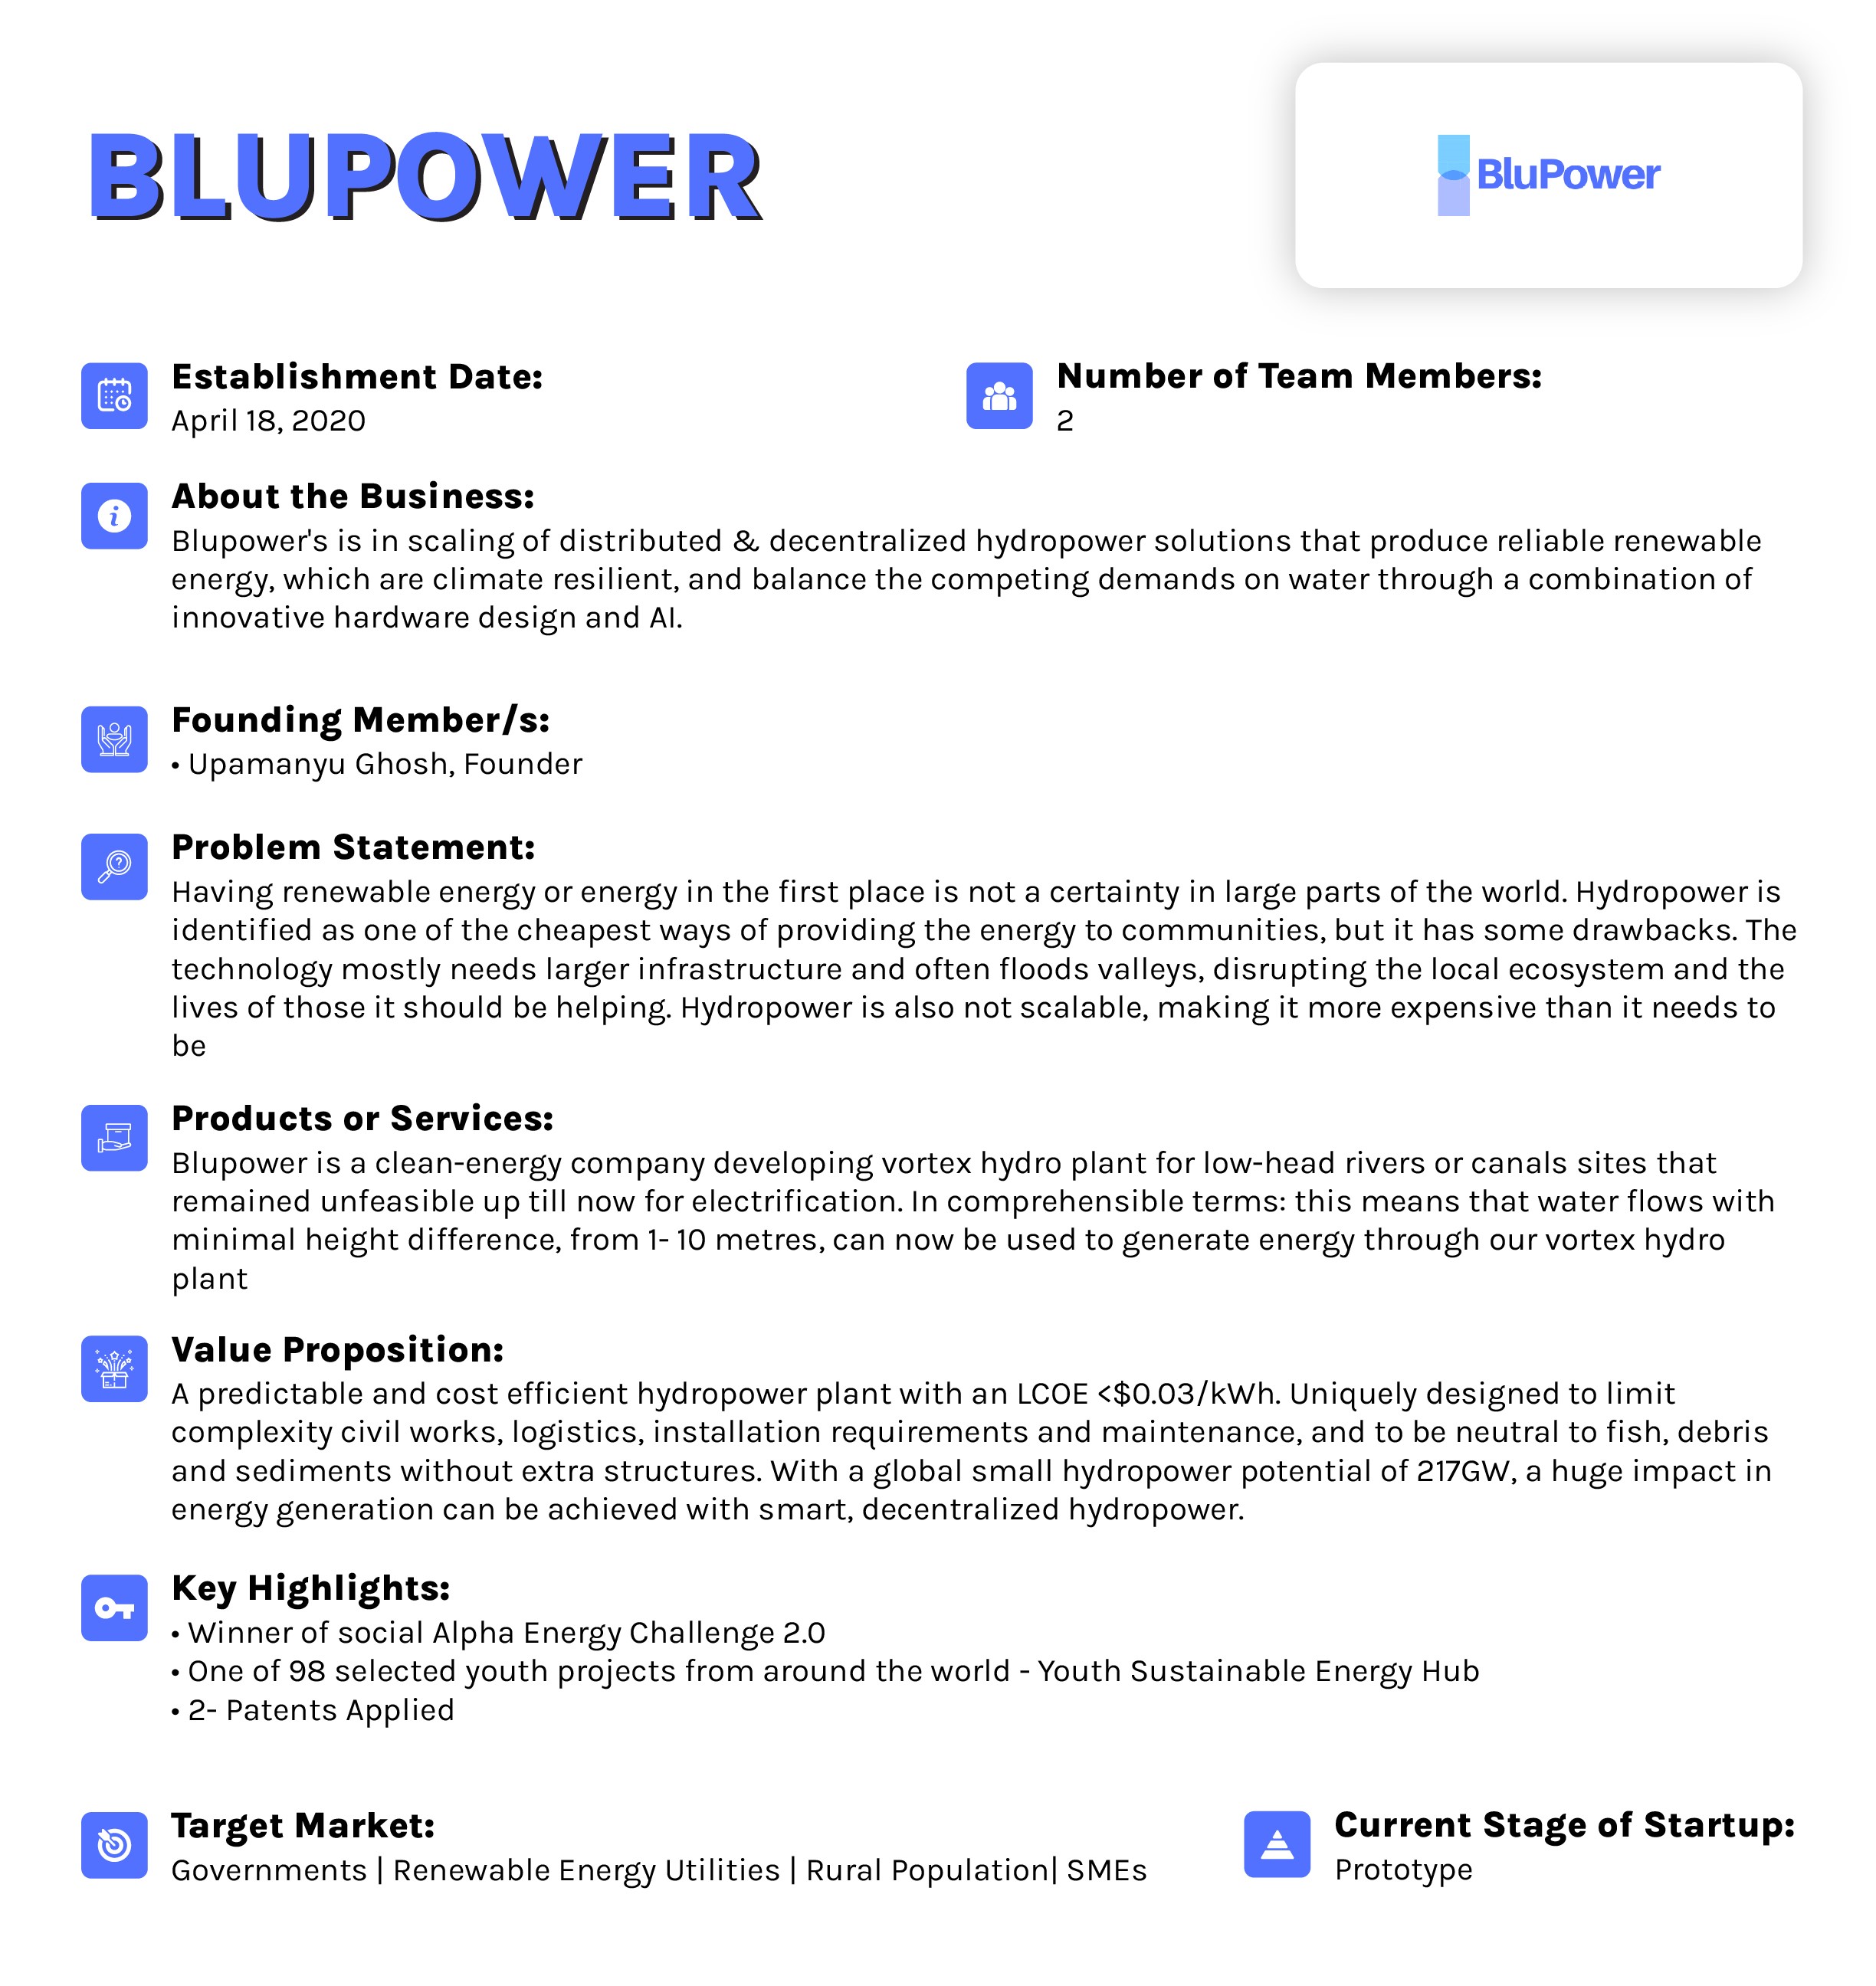 BLUPOWER
BluPower
Establishment Date:
April 18, 2020
Number of Team Members:
2
About the Business:
Blupower's is in scaling of distributed & decentralized hydropower solutions that produce reliable renewable
energy, which are climate resilient, and balance the competing demands on water through a combination of
innovative hardware design and AI.
Founding Member/s:
• Upamanyu Ghosh, Founder
Problem Statement:
Having renewable energy or energy in the first place is not a certainty in large parts of the world. Hydropower is
identified as one of the cheapest ways of providing the energy to communities, but it has some drawbacks. The
technology mostly needs larger infrastructure and often floods valleys, disrupting the local ecosystem and the
lives of those it should be helping. Hydropower is also not scalable, making it more expensive than it needs to
be
Products or Services:
Blupower is a clean-energy company developing vortex hydro plant for low-head rivers or canals sites that
remained unfeasible up till now for electrification. In comprehensible terms: this means that water flows with
minimal height difference, from 1- 10 metres, can now be used to generate energy through our vortex hydro
plant
Value Proposition:
A predictable and cost efficient hydropower plant with an LCOE <$0.03/kWh. Uniquely designed to limit
complexity civil works, logistics, installation requirements and maintenance, and to be neutral to fish, debris
and sediments without extra structures. With a global small hydropower potential of 217GW, a huge impact in
energy generation can be achieved with smart, decentralized hydropower.
Key Highlights:
• Winner of social Alpha Energy Challenge 2.0
• One of 98 selected youth projects from around the world - Youth Sustainable Energy Hub
• 2- Patents Applied
Target Market:
Governments | Renewable Energy Utilities | Rural Population| SMEs
Current Stage of Startup:
Prototype